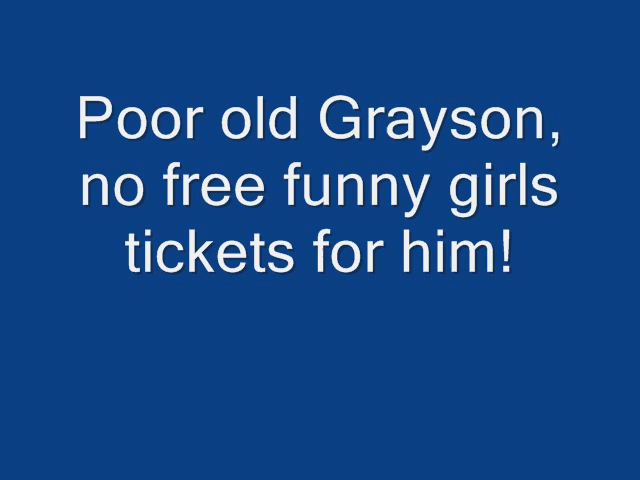 Poor old Grayson,
no free funny girls
tickets for him!